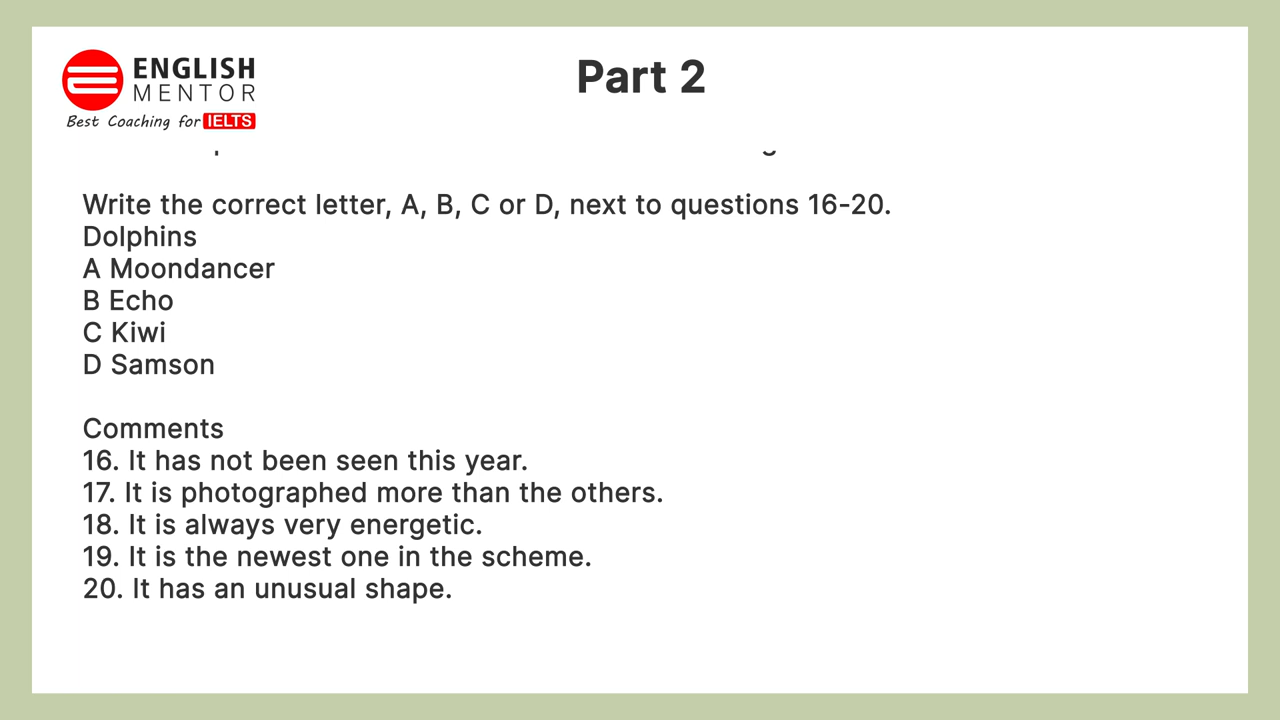 ENGLISH
MENTOR
Best Coaching for IELTS
Part 2
Write the correct letter, A, B, C or D, next to questions 16-20.
Dolphins
A Moondancer
B Echo
C Kiwi
D Samson
Comments
16. It has not been seen this year.
17. It is photographed more than the others.
18. It is always very energetic.
19. It is the newest one in the scheme.
20. It has an unusual shape.